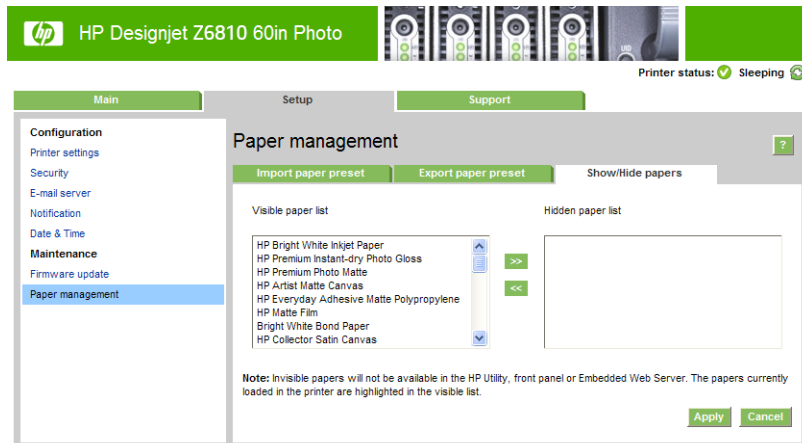 hp HP Designjet Z6810 60in Photo
UID
Printer status: Sleeping
Main Setup Support
Configuration
Printer settings
Security
E-mail server
Notification
Date & Time
Maintenance
Firmware update
Paper management
Paper management
?
Import paper preset Export paper preset Show/Hide papers
Visible paper list Hidden paper list
HP Bright White Inkjet Paper
HP Premium Instant-dry Photo Gloss
HP Premium Photo Matte
HP Artist Matte Canvas
HP Everyday Adhesive Matte Polypropylene
HP Matte Film
Bright White Bond Paper
HP Collector Satin Canvas
>>
<<
Note: Invisible papers will not be available in the HP Utility, front panel or Embedded Web Server. The papers currently
loaded in the printer are highlighted in the visible list.
Apply Cancel